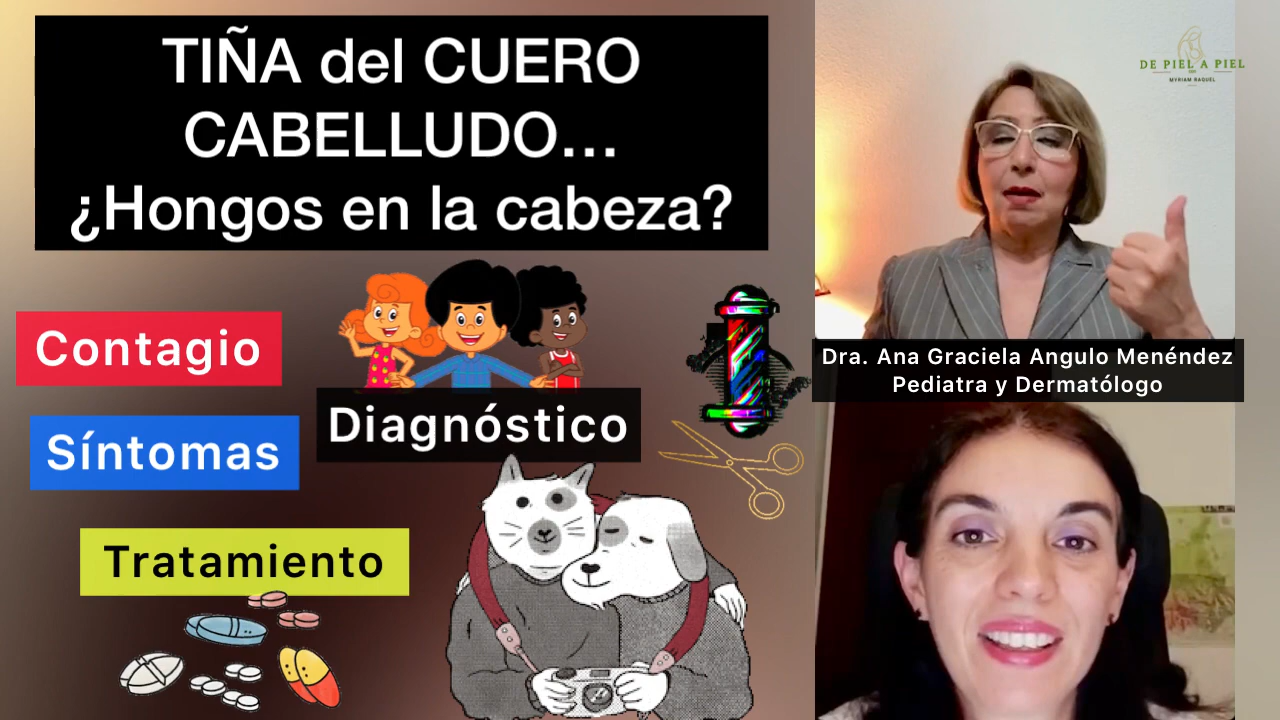 TIÑA del CUERO
CABELLUDO...
¿Hongos en la cabeza?
Contagio
Síntomas
Diagnóstico
Tratamiento
DE PIEL A PIEL
MYRIAM RAQUEL
Dra. Ana Graciela Angulo Menéndez
Pediatra y Dermatólogo